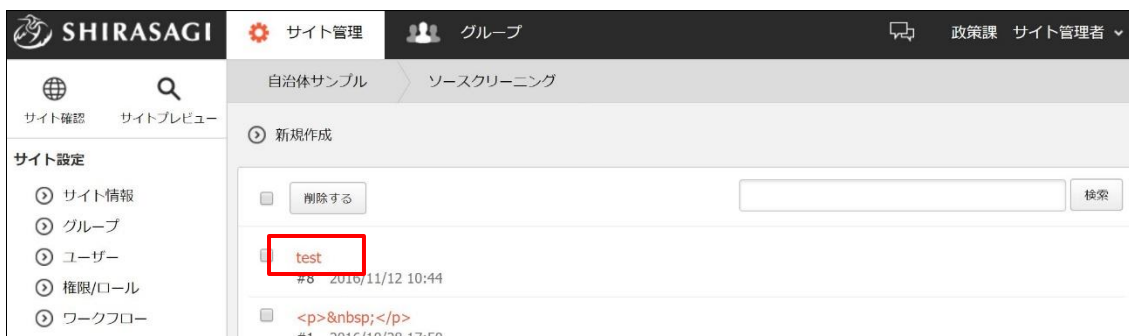 SHIRASAGI サイト管理 グループ 政策課 サイト管理者
サイト確認 サイトプレビュー
自治体サンプル ソースクリーニング
新規作成
サイト設定
サイト情報
グループ
ユーザー
権限/ロール
ワークフロー
削除する 検索
test
#8 2016/11/12 10:44
<p>&nbsp;</p>